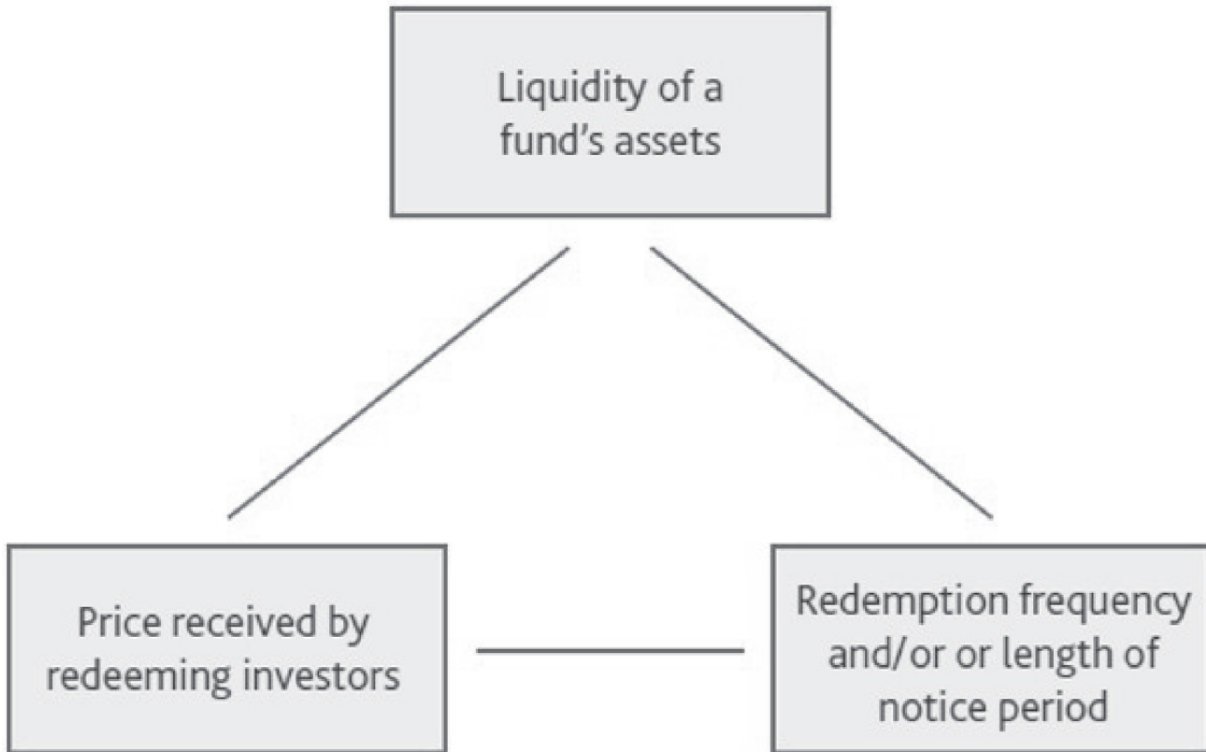 Liquidity of a
fund's assets
Price received by
redeeming investors
Redemption frequency
and/or or length of
notice period